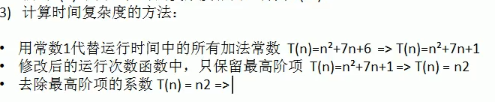 3) 计算时间复杂度的方法：
• 用常数1代替运行时间中的所有加法常数 T(n)=n²+7n+6 => T(n)=n²+7n+1
• 修改后的运行次数函数中，只保留最高阶项 T(n)=n²+7n+1 => T(n) = n2
• 去除最高阶项的系数 T(n) = n2 =>